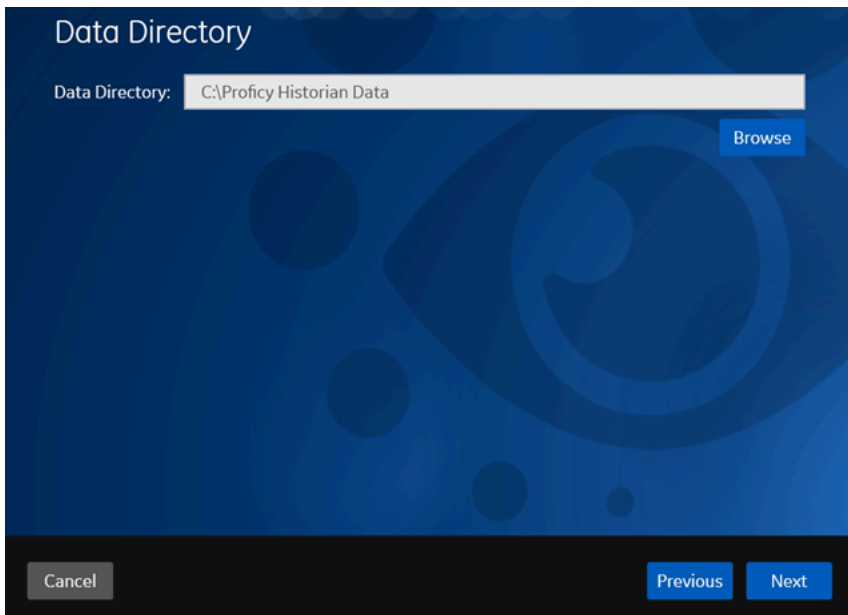 Data Directory
Data Directory: C:\Proficy Historian Data
Browse
Cancel Previous Next